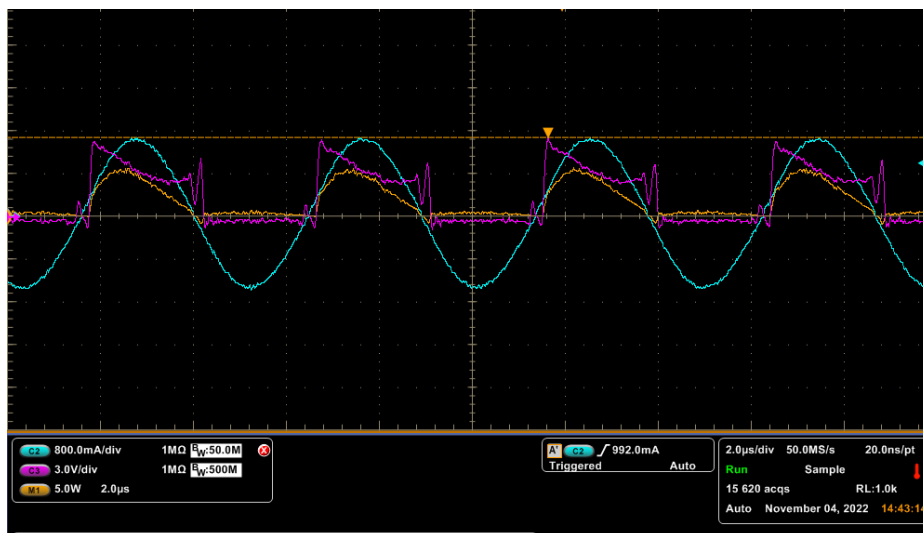 C2 800.0mA/div 1MΩ BW:50.0M
C3 3.0V/div 1MΩ BW:500M
M1 5.0W 2.0µs
A' C2 992.0mA
Triggered Auto
2.0µs/div 50.0MS/s 20.0ns/pt
Run Sample
15 620 acqs RL:1.0k
Auto November 04, 2022 14:43:14